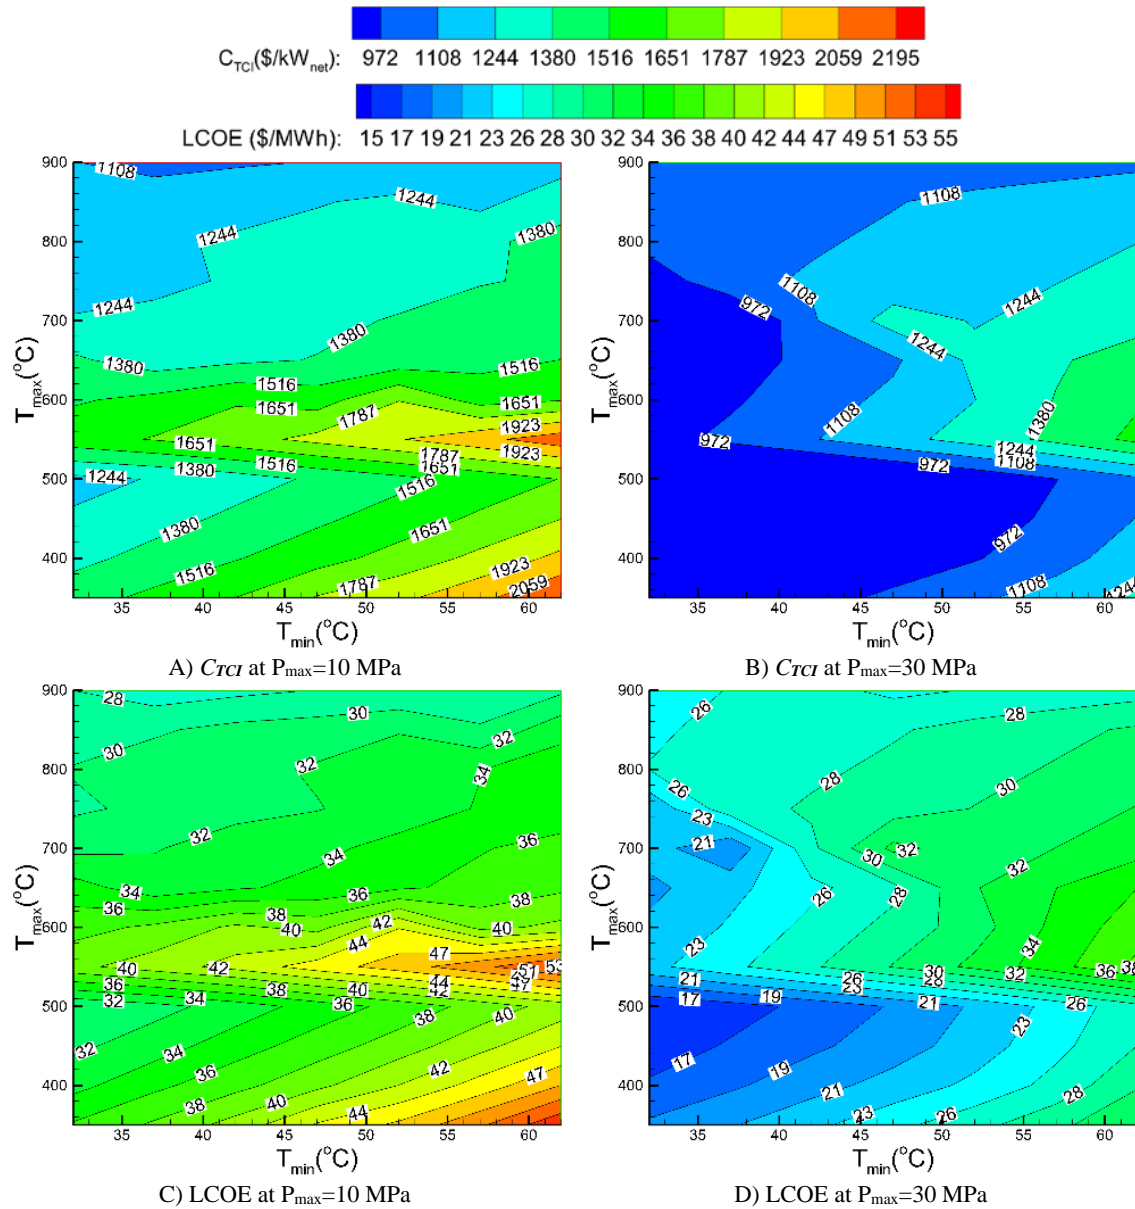 C_TCI($/kW_net): 972 1108 1244 1380 1516 1651 1787 1923 2059 2195
LCOE ($/MWh): 15 17 19 21 23 26 28 30 32 34 36 38 40 42 44 47 49 51 53 55
900 800 700 600 500 400
T_max(°C)
1108 1244 1244 1380 1244 1380 1380 1516 1516 1651 1651 1787 1923 1651 1923 1516 1787 1380 1651 1244 1516 1380 1516 1787 1923 2059
35 40 45 50 55 60
T_min(°C)
A) C_TCI at P_max=10 MPa
900 800 700 600 500 400
T_max(°C)
1108 1108 972 1244 1244 1108 1380 972 1244 972 1108 972 1108 1244
35 40 45 50 55 60
T_min(°C)
B) C_TCI at P_max=30 MPa
900 800 700 600 500 400
T_max(°C)
28 30 30 32 32 34 32 34 36 34 36 36 38 38 40 42 40 44 47 40 42 51 53 36 38 40 44 47 42 32 34 36 38 40 32 34 36 38 40 42 44 47
35 40 45 50 55 60
T_min(°C)
C) LCOE at P_max=10 MPa
900 800 700 600 500 400
T_max(°C)
26 28 28 26 30 23 21 30 32 32 26 28 23 34 21 26 23 30 28 32 36 38 17 19 21 26 23 17 19 21 28 23 26
35 40 45 50 55 60
T_min(°C)
D) LCOE at P_max=30 MPa